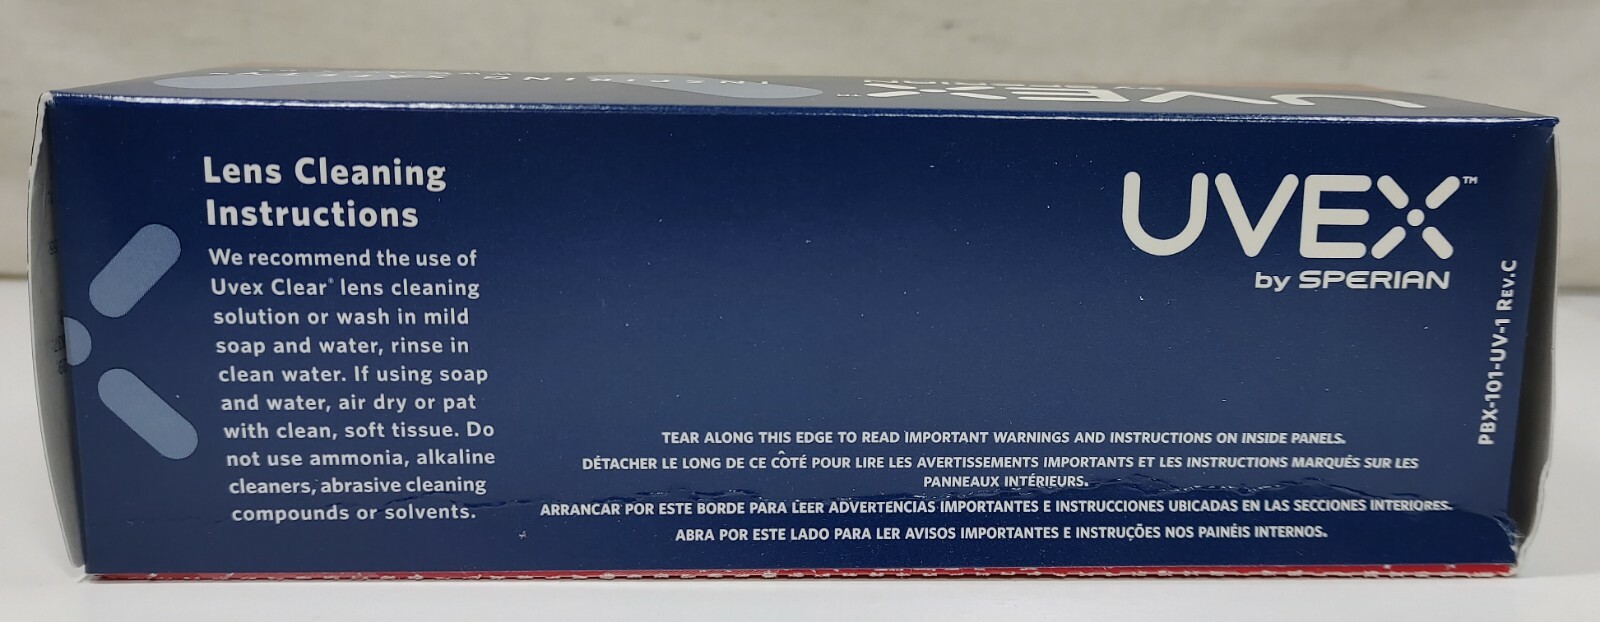 UVEX
Lens Cleaning
Instructions
We recommend the use of
Uvex Clear® lens cleaning
solution or wash in mild
soap and water, rinse in
clean water. If using soap
and water, air dry or pat
with clean, soft tissue. Do
not use ammonia, alkaline
cleaners, abrasive cleaning
compounds or solvents.
UVEX™
by SPERIAN
PBX-101-UV-1 REV.C
TEAR ALONG THIS EDGE TO READ IMPORTANT WARNINGS AND INSTRUCTIONS ON INSIDE PANELS.
DÉTACHER LE LONG DE CE CÔTÉ POUR LIRE LES AVERTISSEMENTS IMPORTANTS ET LES INSTRUCTIONS MARQUÉS SUR LES
PANNEAUX INTÉRIEURS.
ARRANCAR POR ESTE BORDE PARA LEER ADVERTENCIAS IMPORTANTES E INSTRUCCIONES UBICADAS EN LAS SECCIONES INTERIORES.
ABRA POR ESTE LADO PARA LER AVISOS IMPORTANTES E INSTRUÇÕES NOS PAINÉIS INTERNOS.